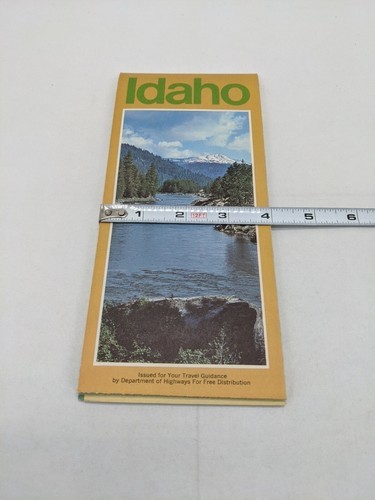 Idaho
1 2 3 4 5 6
Issued for Your Travel Guidance
by Department of Highways For Free Distribution